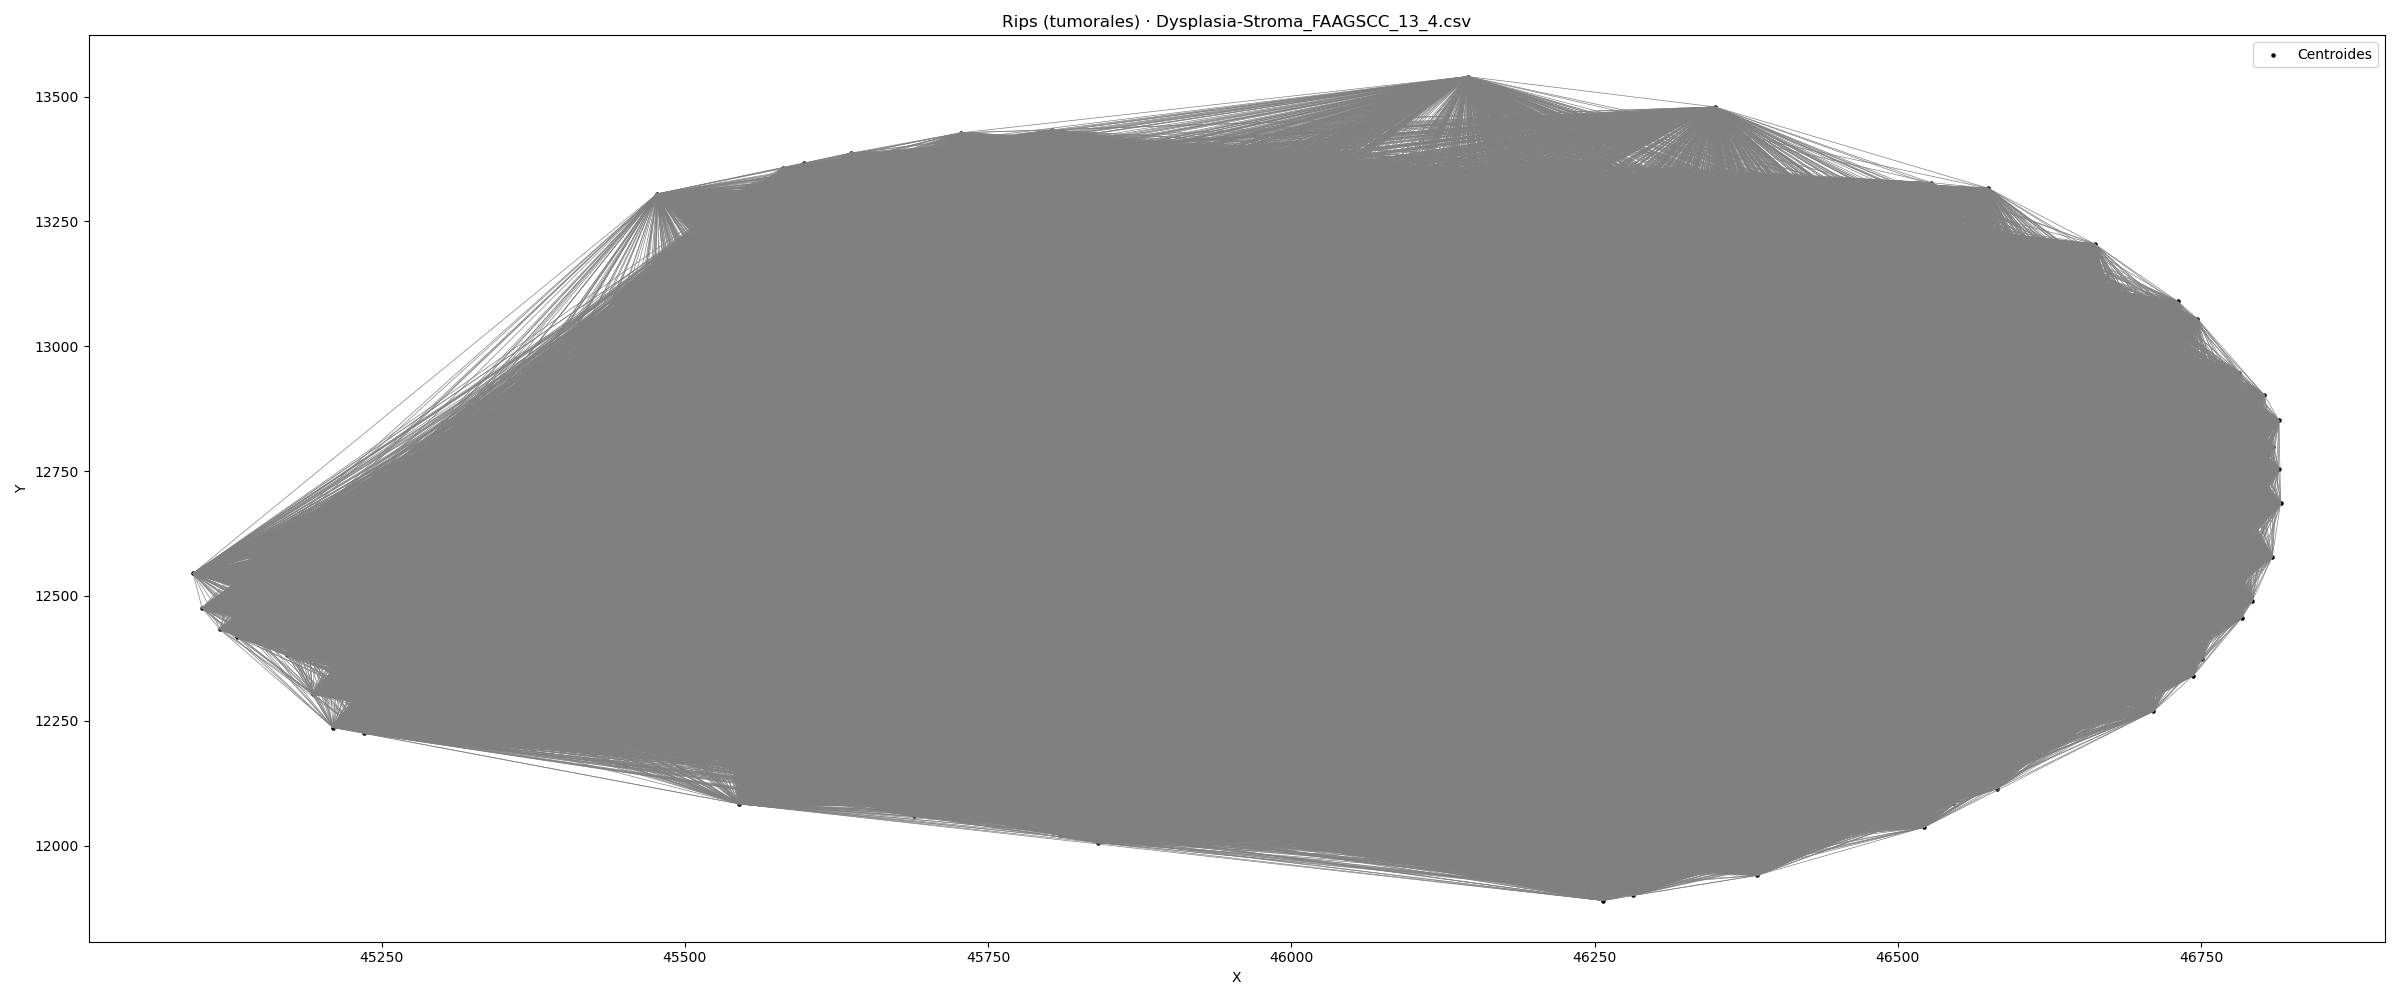 Rips (tumorales) · Dysplasia-Stroma_FAAGSCC_13_4.csv
Centroides
13500
13250
13000
12750
12500
12250
12000
Y
45250 45500 45750 46000 46250 46500 46750
X